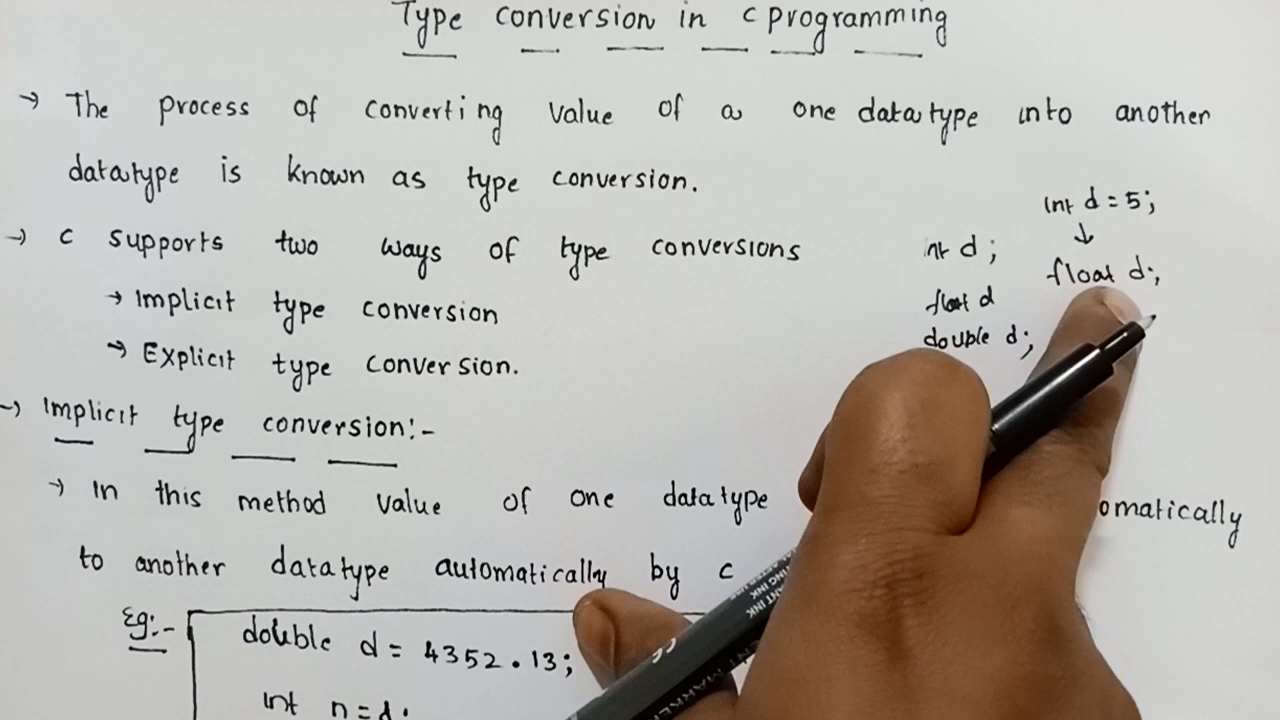 Type conversion in c programming
→ The process of converting value of a one datatype into another
datatype is known as type conversion.
int d = 5;
↓
float d;
→ c supports two ways of type conversions
int d ;
float d
double d;
→ Implicit type conversion
→ Explicit type conversion.
→ Implicit type conversion:-
→ In this method value of one datatype omatically
to another datatype automatically by c
Eg:-
double d = 4352.13;
int n=d;